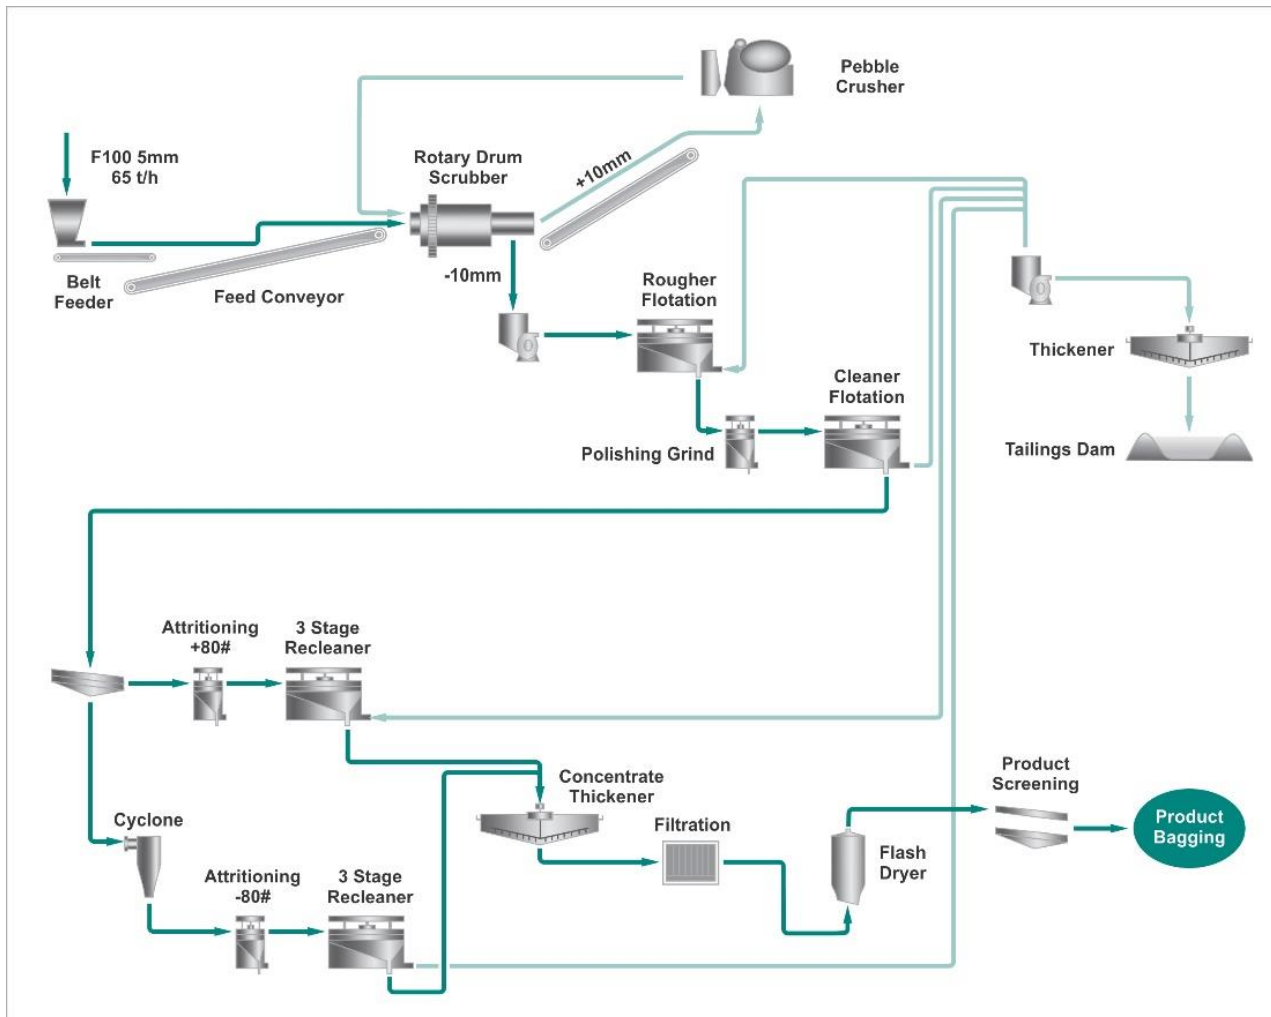 Pebble
Crusher
F100 5mm
65 t/h
Rotary Drum
Scrubber
+10mm
Belt
Feeder
Feed Conveyor
-10mm
Rougher
Flotation
Thickener
Cleaner
Flotation
Polishing Grind
Tailings Dam
Attritioning
+80#
3 Stage
Recleaner
Concentrate
Thickener
Product
Screening
Cyclone
Filtration
Product
Bagging
Flash
Dryer
Attritioning
-80#
3 Stage
Recleaner